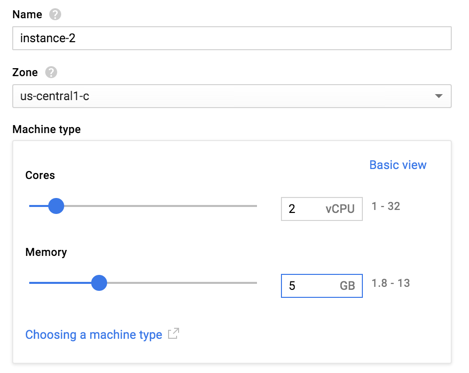 Name ?
instance-2
Zone ?
us-central1-c
Machine type
Basic view
Cores
2 vCPU 1 - 32
Memory
5 GB 1.8 - 13
Choosing a machine type